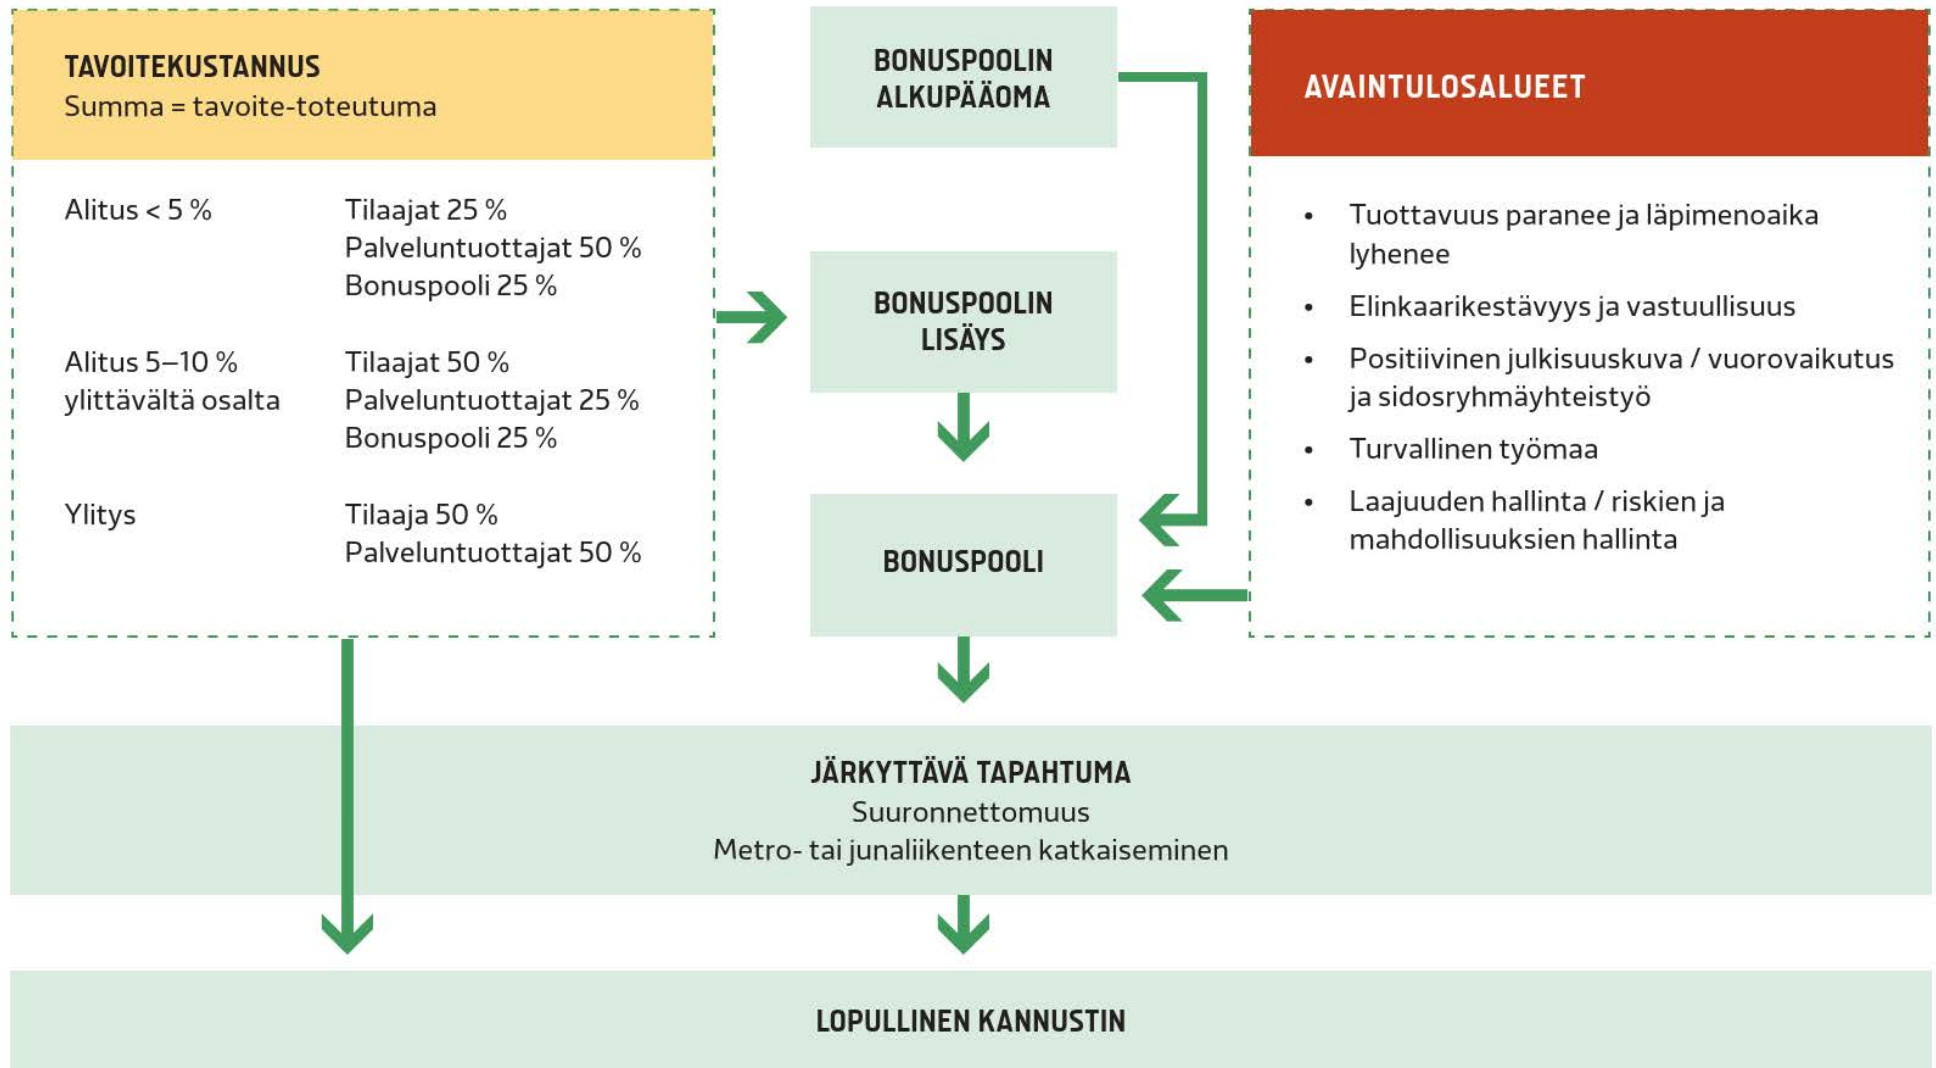 TAVOITEKUSTANNUS
Summa = tavoite-toteutuma
Alitus < 5 %
Tilaajat 25 %
Palveluntuottajat 50 %
Bonuspooli 25 %
Alitus 5–10 %
ylittävältä osalta
Tilaajat 50 %
Palveluntuottajat 25 %
Bonuspooli 25 %
Ylitys
Tilaaja 50 %
Palveluntuottajat 50 %
BONUSPOOLIN
ALKUPÄÄOMA
BONUSPOOLIN
LISÄYS
BONUSPOOLI
AVAINTULOSALUEET
• Tuottavuus paranee ja läpimenoaika
lyhenee
• Elinkaarikestävyys ja vastuullisuus
• Positiivinen julkisuuskuva / vuorovaikutus
ja sidosryhmäyhteistyö
• Turvallinen työmaa
• Laajuuden hallinta / riskien ja
mahdollisuuksien hallinta
JÄRKYTTÄVÄ TAPAHTUMA
Suuronnettomuus
Metro- tai junaliikenteen katkaiseminen
LOPULLINEN KANNUSTIN